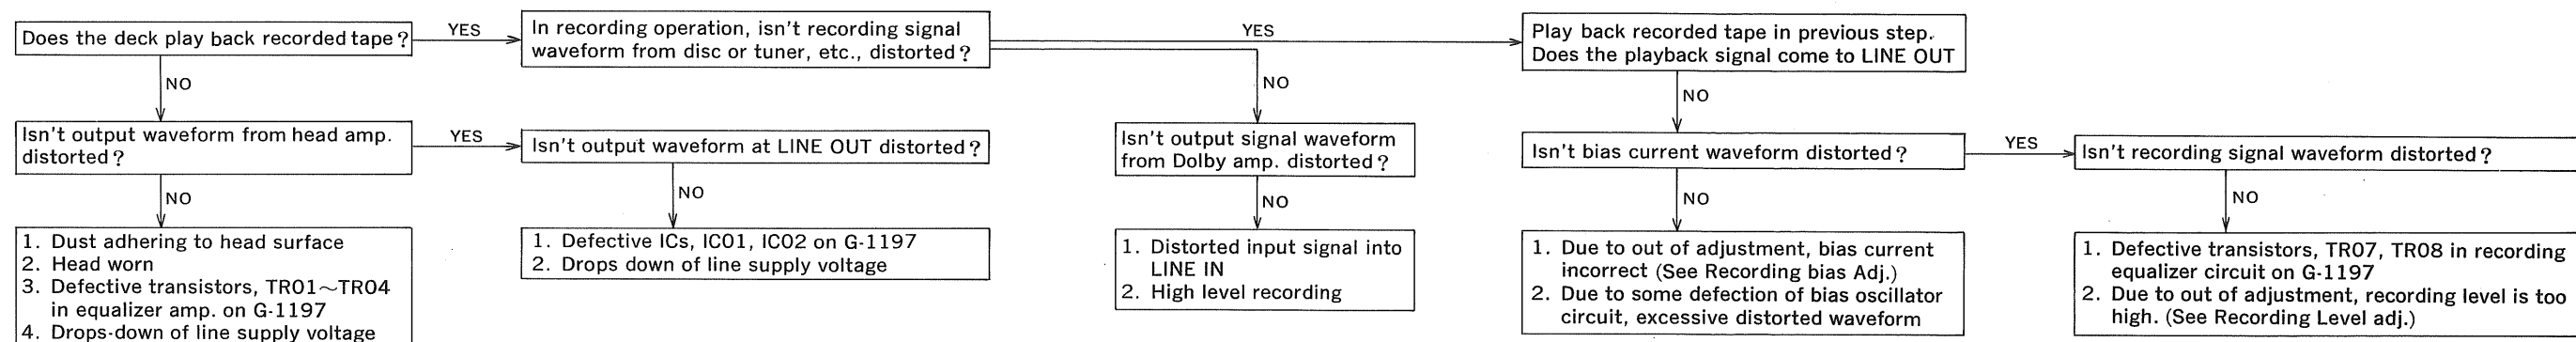 Does the deck play back recorded tape?
YES
In recording operation, isn't recording signal
waveform from disc or tuner, etc., distorted?
YES
Play back recorded tape in previous step.
Does the playback signal come to LINE OUT
NO
NO
NO
Isn't output waveform from head amp.
distorted?
YES
Isn't output waveform at LINE OUT distorted?
Isn't output signal waveform
from Dolby amp. distorted?
Isn't bias current waveform distorted?
YES
Isn't recording signal waveform distorted?
NO
NO
NO
NO
NO
1. Dust adhering to head surface
2. Head worn
3. Defective transistors, TR01~TR04
in equalizer amp. on G-1197
4. Drops-down of line supply voltage
1. Defective ICs, IC01, IC02 on G-1197
2. Drops down of line supply voltage
1. Distorted input signal into
LINE IN
2. High level recording
1. Due to out of adjustment, bias current
incorrect (See Recording bias Adj.)
2. Due to some defection of bias oscillator
circuit, excessive distorted waveform
1. Defective transistors, TR07, TR08 in recording
equalizer circuit on G-1197
2. Due to out of adjustment, recording level is too
high. (See Recording Level adj.)